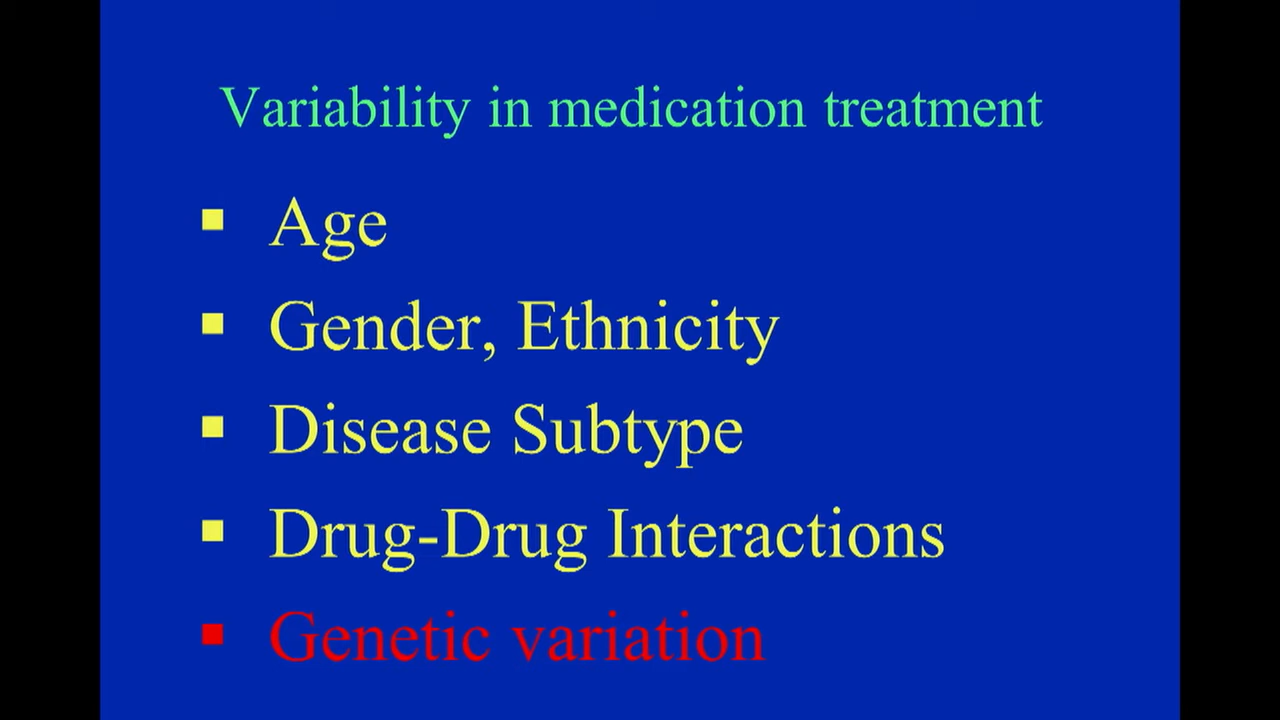 Variability in medication treatment
Age
Gender, Ethnicity
Disease Subtype
Drug-Drug Interactions
Genetic variation